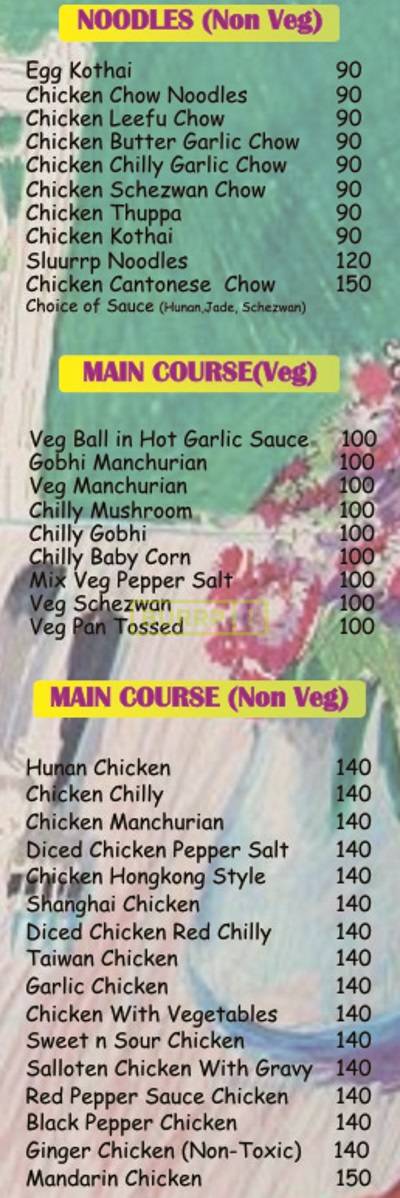 NOODLES (Non Veg)
Egg Kothai 90
Chicken Chow Noodles 90
Chicken Leefu Chow 90
Chicken Butter Garlic Chow 90
Chicken Chilly Garlic Chow 90
Chicken Schezwan Chow 90
Chicken Thuppa 90
Chicken Kothai 90
Sluurrp Noodles 120
Chicken Cantonese Chow 150
Choice of Sauce (Hunan,Jade, Schezwan)
MAIN COURSE(Veg)
Veg Ball in Hot Garlic Sauce 100
Gobhi Manchurian 100
Veg Manchurian 100
Chilly Mushroom 100
Chilly Gobhi 100
Chilly Baby Corn 100
Mix Veg Pepper Salt 100
Veg Schezwan 100
Veg Pan Tossed 100
MAIN COURSE (Non Veg)
Hunan Chicken 140
Chicken Chilly 140
Chicken Manchurian 140
Diced Chicken Pepper Salt 140
Chicken Hongkong Style 140
Shanghai Chicken 140
Diced Chicken Red Chilly 140
Taiwan Chicken 140
Garlic Chicken 140
Chicken With Vegetables 140
Sweet n Sour Chicken 140
Salloten Chicken With Gravy 140
Red Pepper Sauce Chicken 140
Black Pepper Chicken 140
Ginger Chicken (Non-Toxic) 140
Mandarin Chicken 150